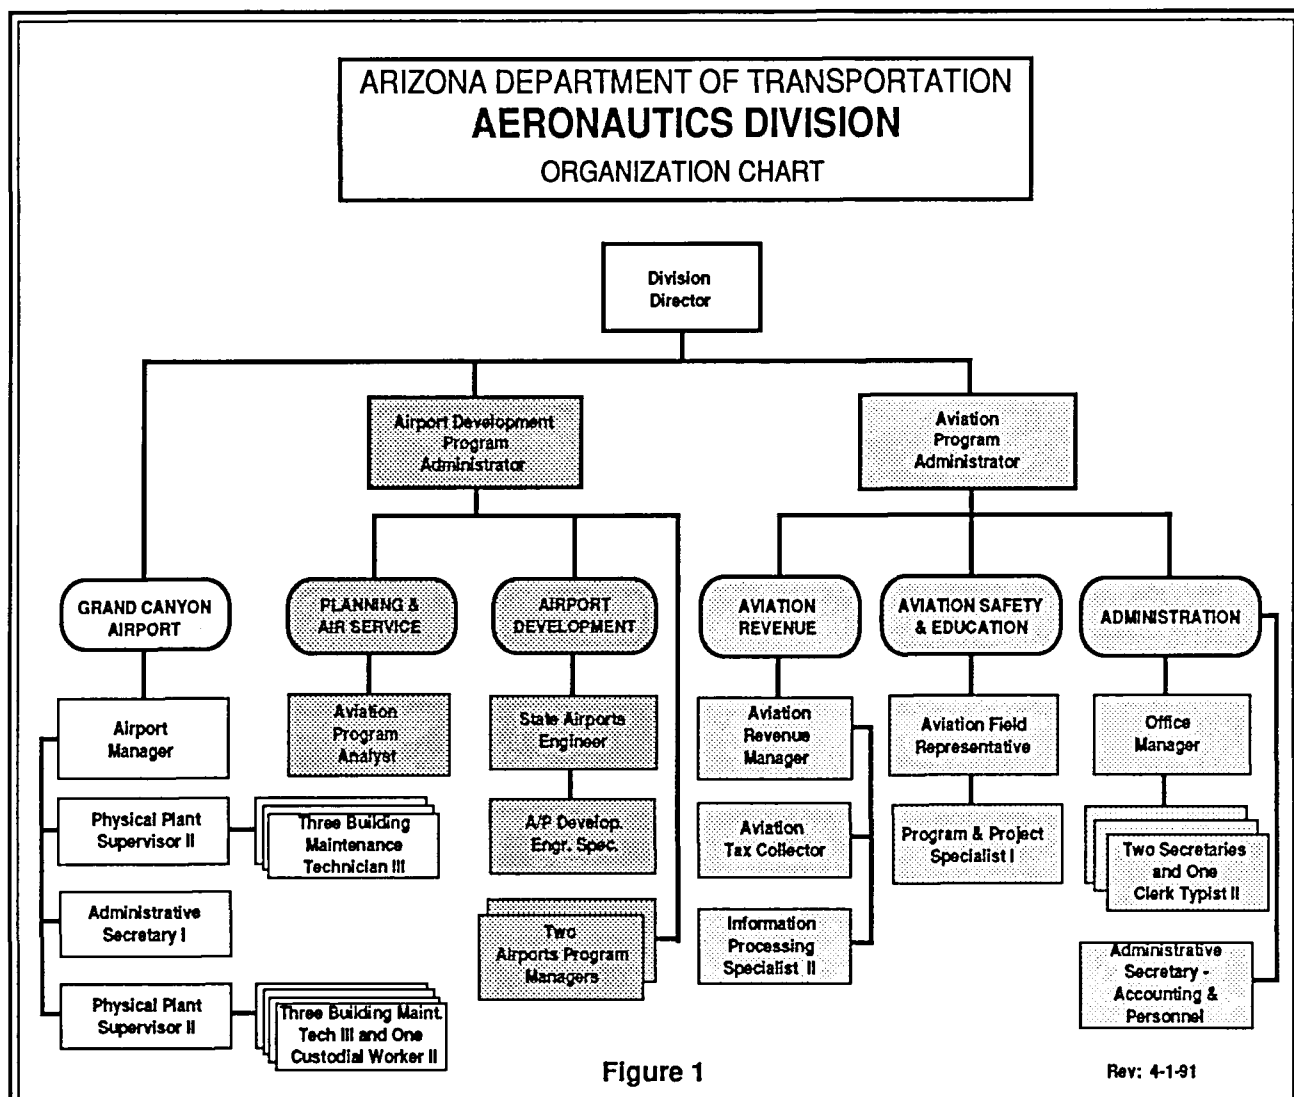 ARIZONA DEPARTMENT OF TRANSPORTATION
AERONAUTICS DIVISION
ORGANIZATION CHART
Division
Director
Airport Development
Program
Administrator
Aviation
Program
Administrator
GRAND CANYON
AIRPORT
PLANNING &
AIR SERVICE
AIRPORT
DEVELOPMENT
AVIATION
REVENUE
AVIATION SAFETY
& EDUCATION
ADMINISTRATION
Airport
Manager
Aviation
Program
Analyst
State Airports
Engineer
Aviation
Revenue
Manager
Aviation Field
Representative
Office
Manager
Physical Plant
Supervisor II
Three Building
Maintenance
Technician III
A/P Develop.
Engr. Spec.
Aviation
Tax Collector
Program & Project
Specialist I
Two Secretaries
and One
Clerk Typist II
Administrative
Secretary I
Two
Airports Program
Managers
Information
Processing
Specialist II
Administrative
Secretary -
Accounting &
Personnel
Physical Plant
Supervisor II
Three Building Maint.
Tech III and One
Custodial Worker II
Figure 1
Rev: 4-1-91